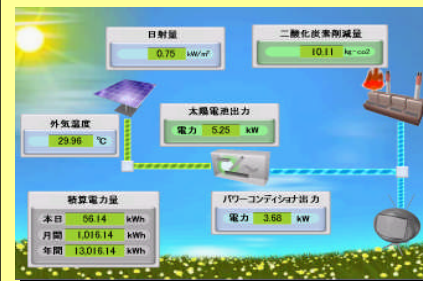 日射量
0.75 kW/㎡
二酸化炭素削減量
10.11 kg-co2
太陽電池出力
電力 5.25 kW
外気温度
29.96 ℃
積算電力量
本日 56.14 kWh
月間 1,016.14 kWh
年間 13,016.14 kWh
パワーコンディショナ出力
電力 3.68 kW